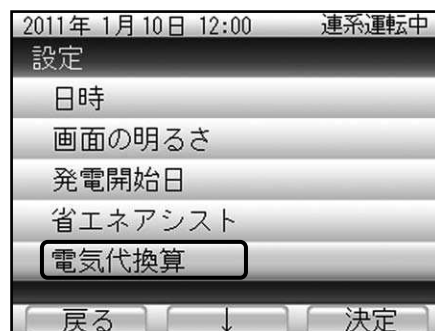 2011年 1月10日 12:00 連系運転中
設定
日時
画面の明るさ
発電開始日
省エネアシスト
電気代換算
戻る ↓ 決定